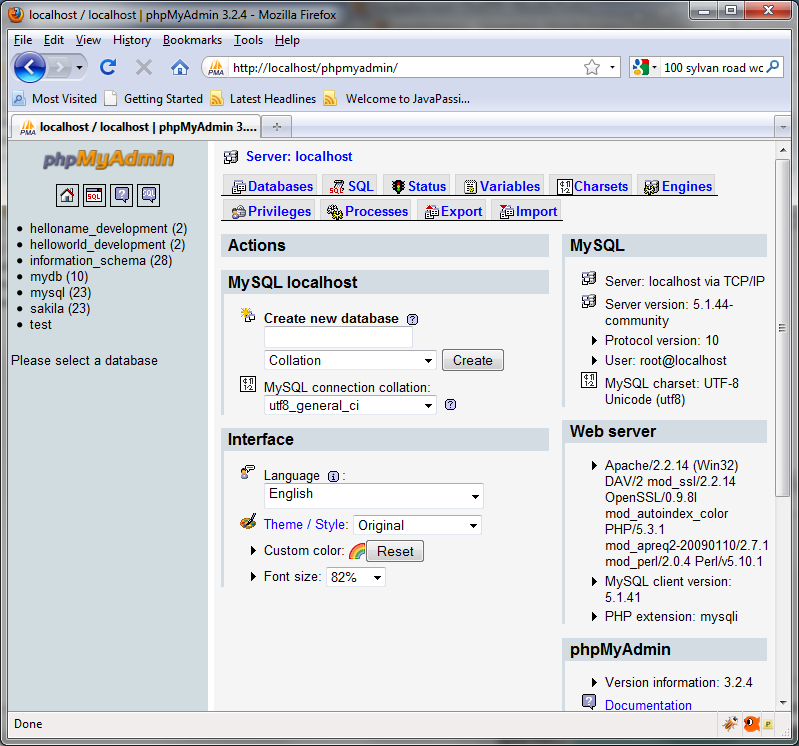 localhost / localhost | phpMyAdmin 3.2.4 - Mozilla Firefox
File Edit View History Bookmarks Tools Help
PMA http://localhost/phpmyadmin/ 100 sylvan road wc
Most Visited Getting Started Latest Headlines Welcome to JavaPassi...
PMA localhost / localhost | phpMyAdmin 3....
phpMyAdmin
SQL
helloname_development (2)
helloworld_development (2)
information_schema (28)
mydb (10)
mysql (23)
sakila (23)
test
Please select a database
Server: localhost
Databases SQL Status Variables Charsets Engines
Privileges Processes Export Import
Actions
MySQL localhost
Create new database ?
Collation Create
MySQL connection collation:
utf8_general_ci ?
Interface
Language i :
English
Theme / Style: Original
Custom color: Reset
Font size: 82%
MySQL
Server: localhost via TCP/IP
Server version: 5.1.44-
community
Protocol version: 10
User: root@localhost
MySQL charset: UTF-8
Unicode (utf8)
Web server
Apache/2.2.14 (Win32)
DAV/2 mod_ssl/2.2.14
OpenSSL/0.9.8l
mod_autoindex_color
PHP/5.3.1
mod_apreq2-20090110/2.7.1
mod_perl/2.0.4 Perl/v5.10.1
MySQL client version:
5.1.41
PHP extension: mysqli
phpMyAdmin
Version information: 3.2.4
Documentation
Done